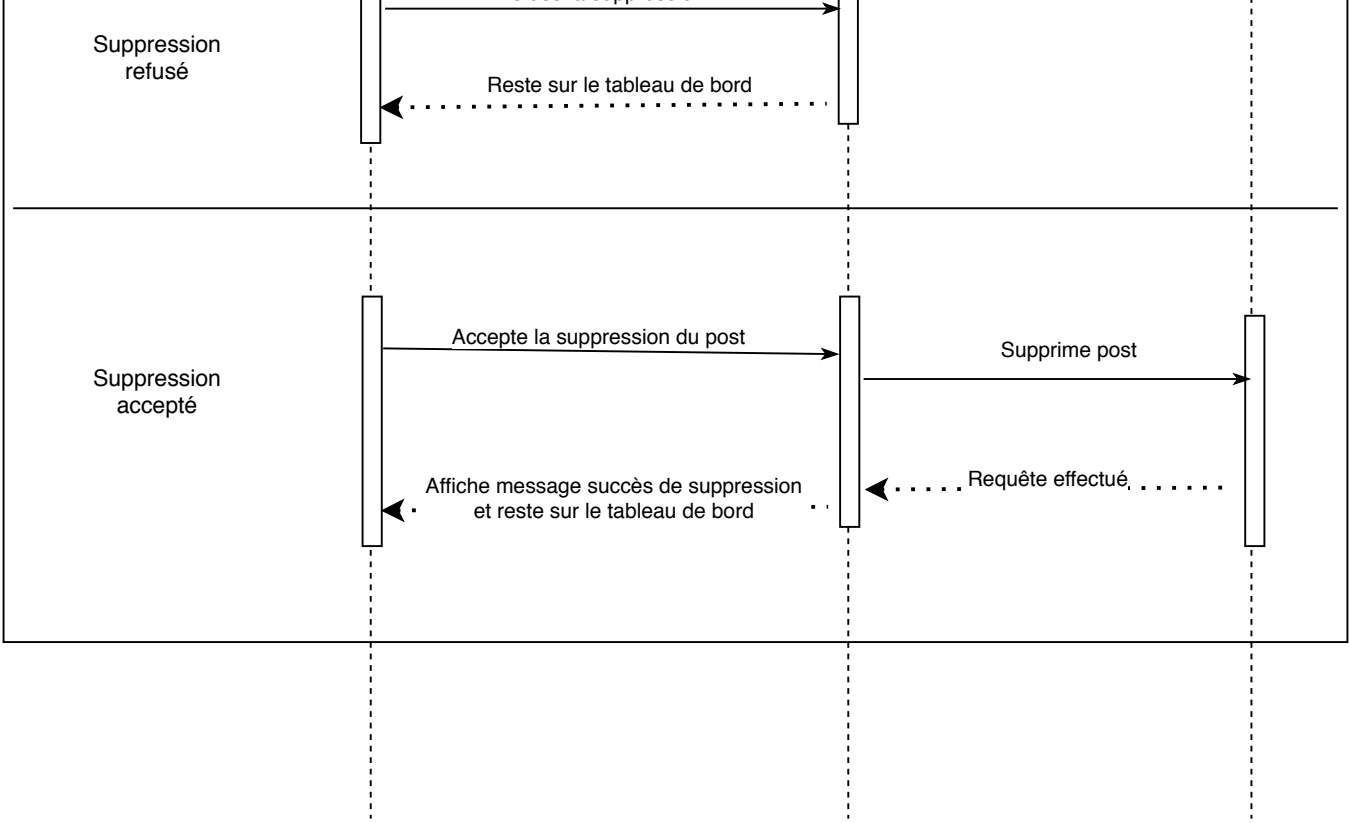 Suppression
refusé
Reste sur le tableau de bord
Accepte la suppression du post
Supprime post
Suppression
accepté
Requête effectué
Affiche message succès de suppression
et reste sur le tableau de bord